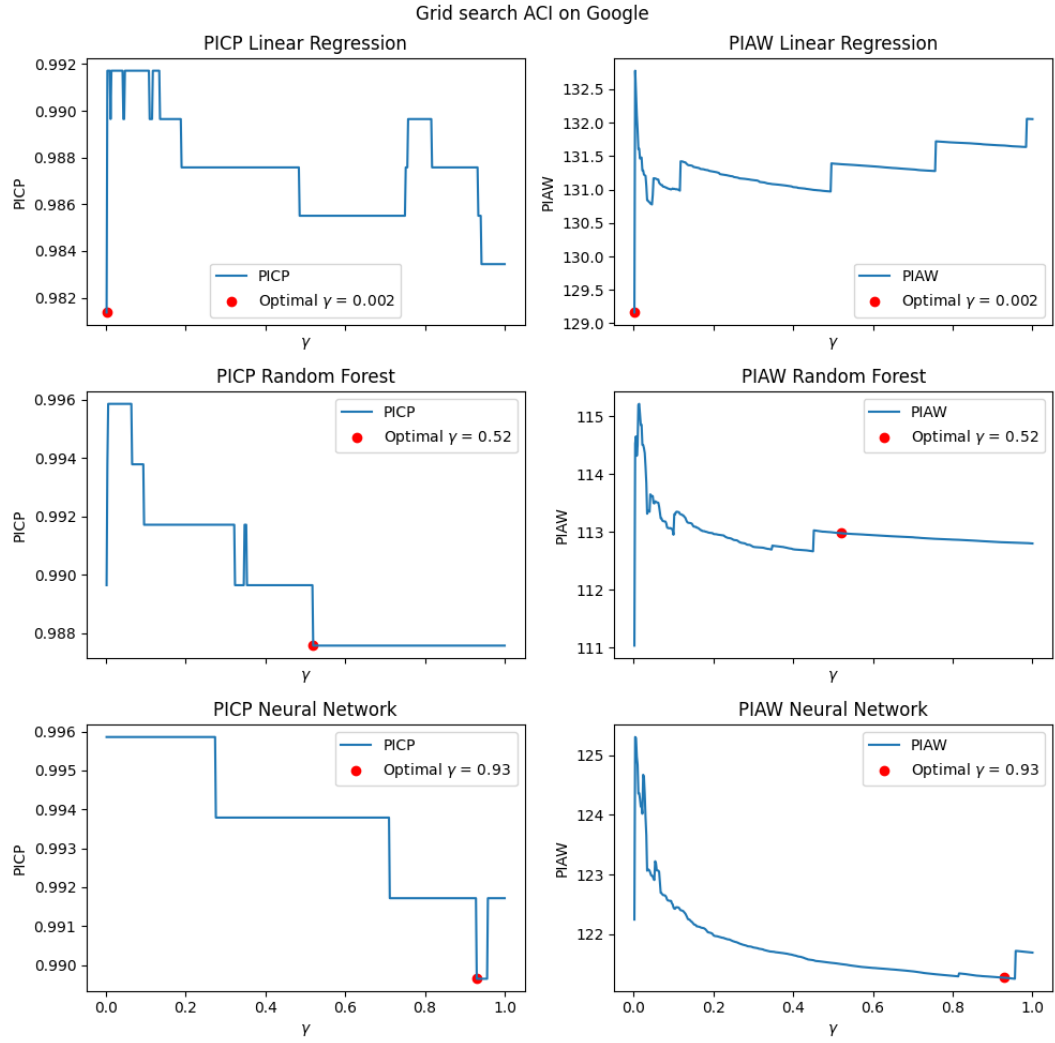 Grid search ACI on Google
PICP Linear Regression
0.992
0.990
0.988
0.986
0.984
0.982
PICP
PICP
Optimal γ = 0.002
γ
PIAW Linear Regression
132.5
132.0
131.5
131.0
130.5
130.0
129.5
129.0
PIAW
PIAW
Optimal γ = 0.002
γ
PICP Random Forest
0.996
0.994
0.992
0.990
0.988
PICP
PICP
Optimal γ = 0.52
γ
PIAW Random Forest
115
114
113
112
111
PIAW
PIAW
Optimal γ = 0.52
γ
PICP Neural Network
0.996
0.995
0.994
0.993
0.992
0.991
0.990
PICP
PICP
Optimal γ = 0.93
0.0 0.2 0.4 0.6 0.8 1.0
γ
PIAW Neural Network
125
124
123
122
PIAW
PIAW
Optimal γ = 0.93
0.0 0.2 0.4 0.6 0.8 1.0
γ